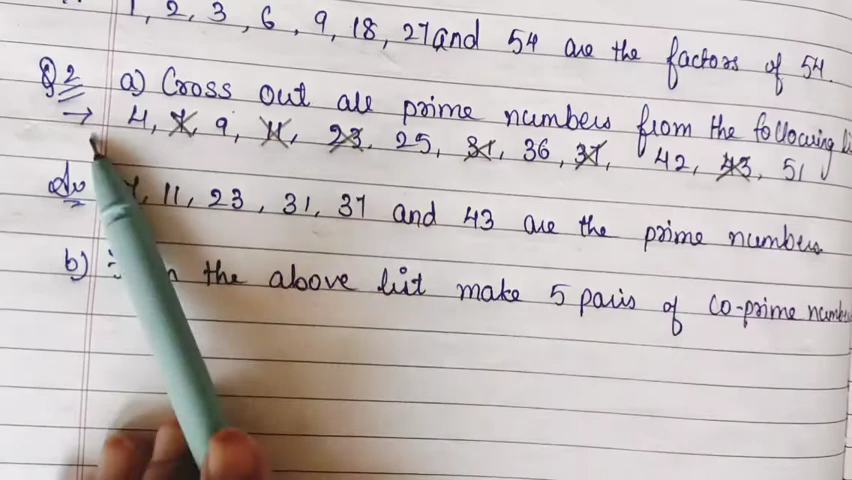 1, 2, 3, 6, 9, 18, 27 and 54 are the factors of 54.
Q2 a) Cross out all prime numbers from the following
→ 4, 7, 9, 11, 23, 25, 31, 36, 37, 42, 43, 51
7, 11, 23, 31, 37 and 43 are the prime numbers
b) the above list make 5 pairs of co-prime